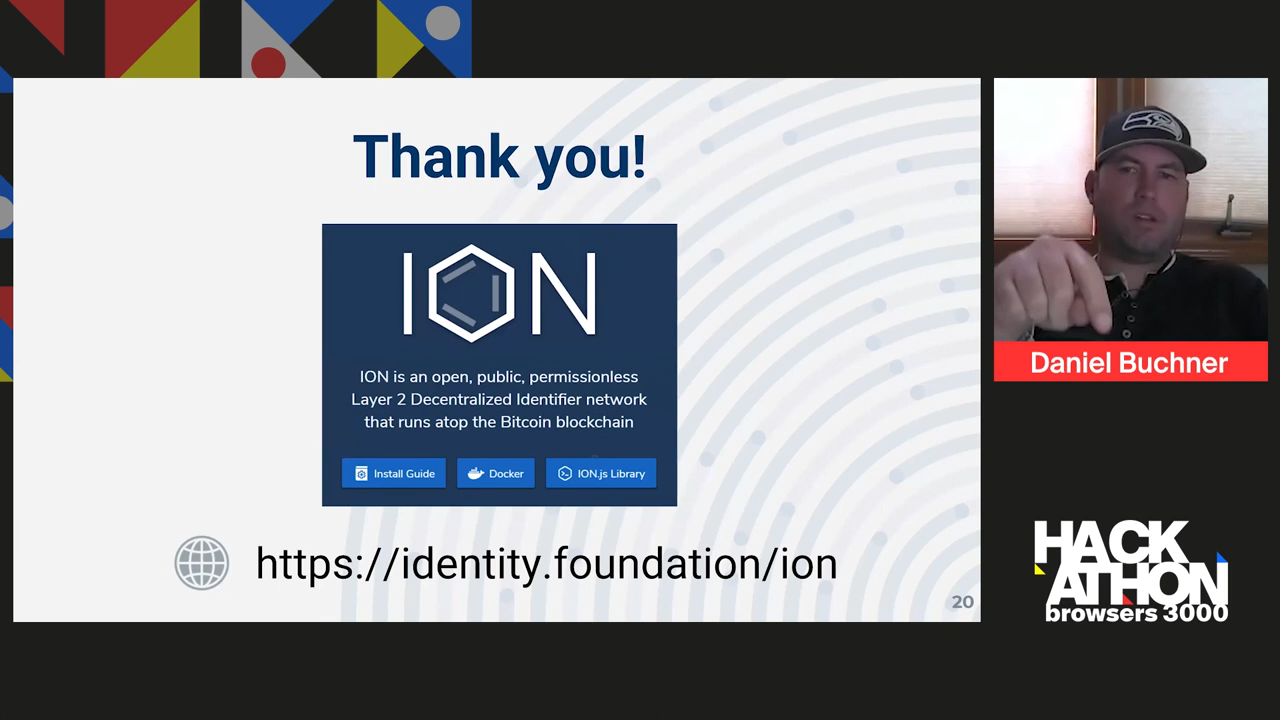 Thank you!
ION
ION is an open, public, permissionless
Layer 2 Decentralized Identifier network
that runs atop the Bitcoin blockchain
Install Guide
Docker
ION.js Library
https://identity.foundation/ion
20
Daniel Buchner
HACK
ATHON
browsers 3000